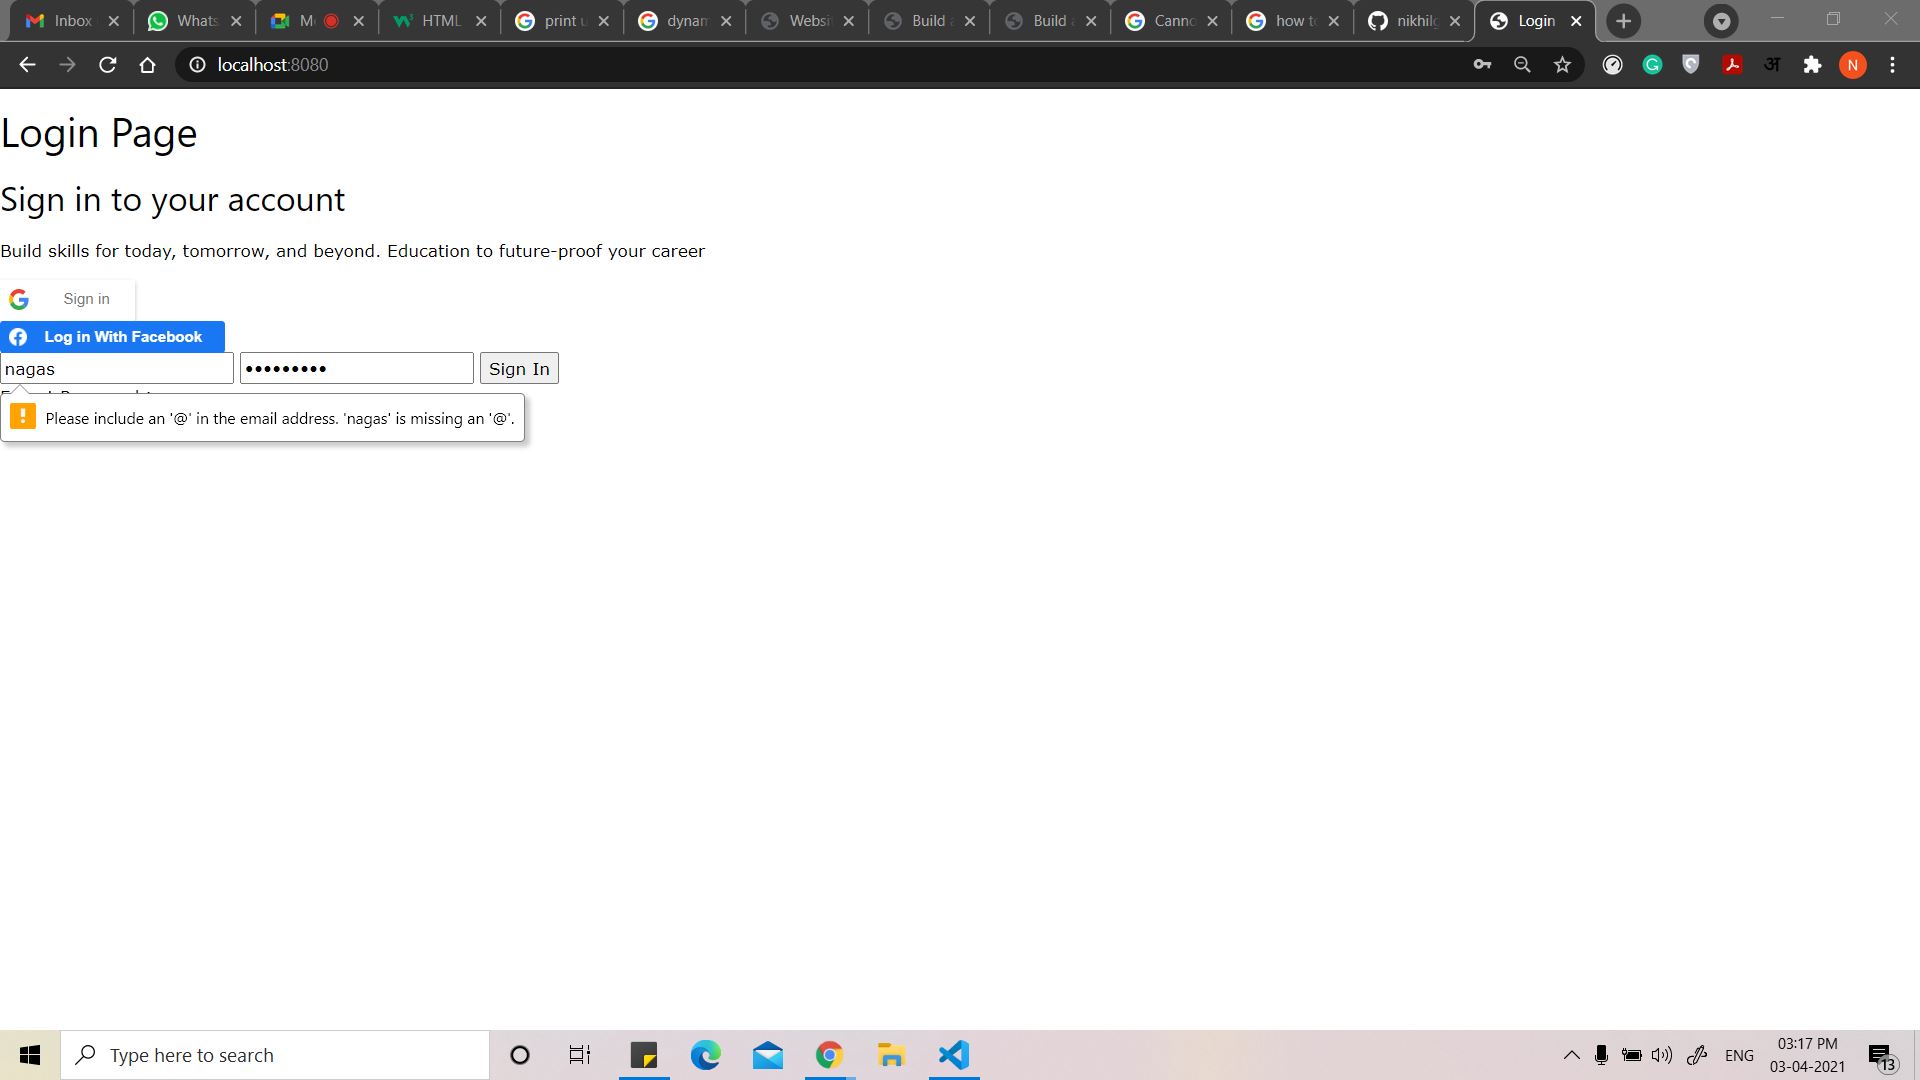 Inbox
Whats
M
HTML
print u
dynam
Websi
Build a
Build a
Canno
how to
nikhilg
Login
localhost:8080
N
Login Page
Sign in to your account
Build skills for today, tomorrow, and beyond. Education to future-proof your career
Sign in
Log in With Facebook
nagas ••••••••• Sign In
Please include an '@' in the email address. 'nagas' is missing an '@'.
Type here to search
ENG
03:17 PM
03-04-2021
13